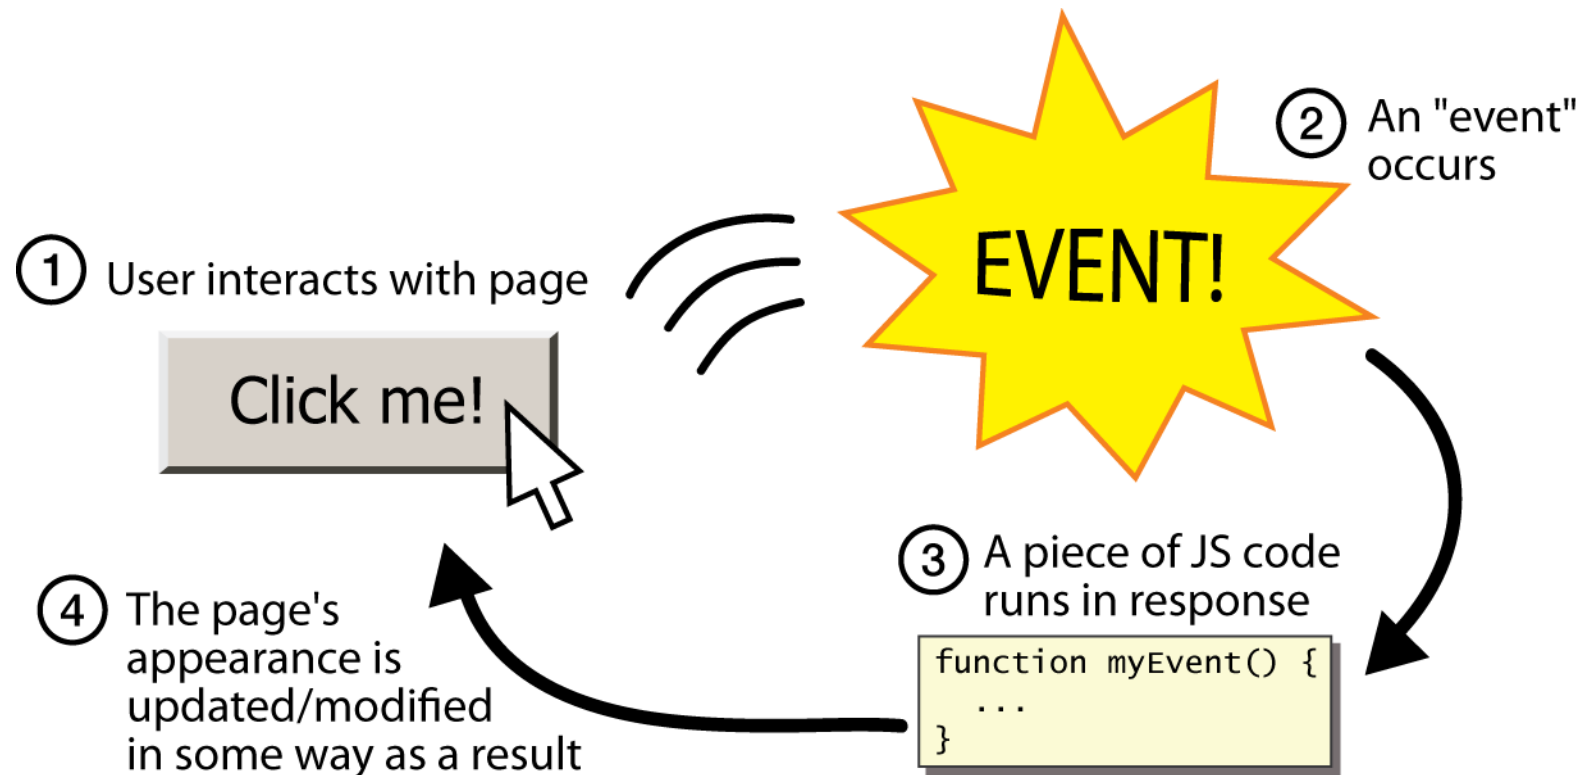 1 User interacts with page
Click me!
EVENT!
2 An "event"
occurs
3 A piece of JS code
runs in response
function myEvent() {
...
}
4 The page's
appearance is
updated/modified
in some way as a result